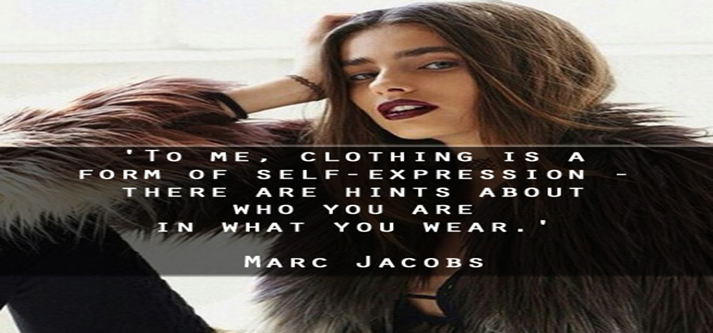 'To me, clothing is a
form of self-expression -
there are hints about
who you are
in what you wear.'
Marc Jacobs